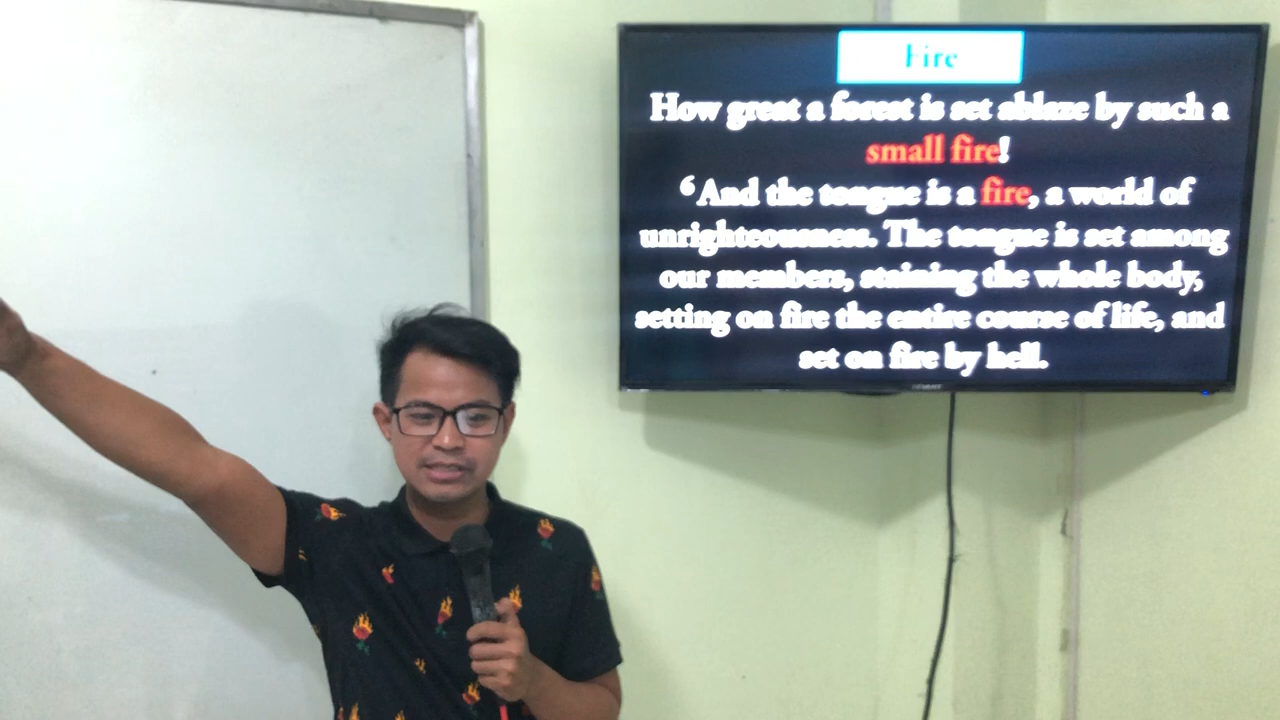 Fire
How great a forest is set ablaze by such a
small fire!
‘And the tongue is a fire, a world of
unrighteousness. The tongue is set among
our members, staining the whole body,
setting on fire the entire course of life, and
set on fire by hell.